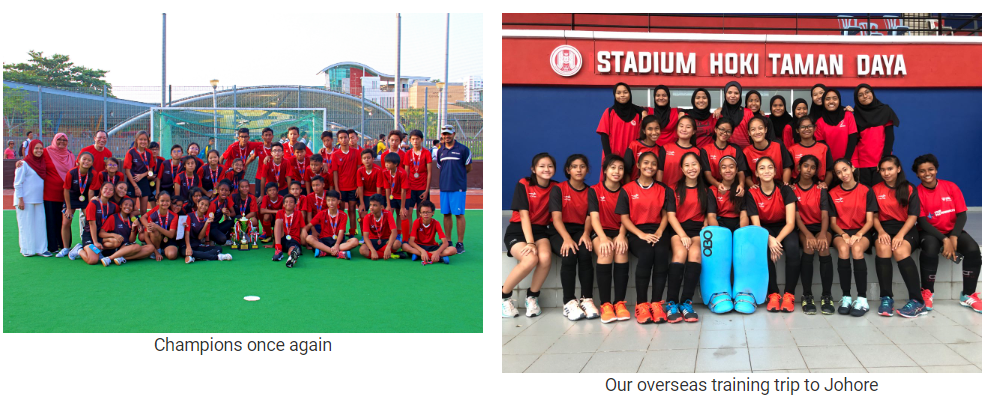 STADIUM HOKI TAMAN DAYA
OBO
Champions once again
Our overseas training trip to Johore